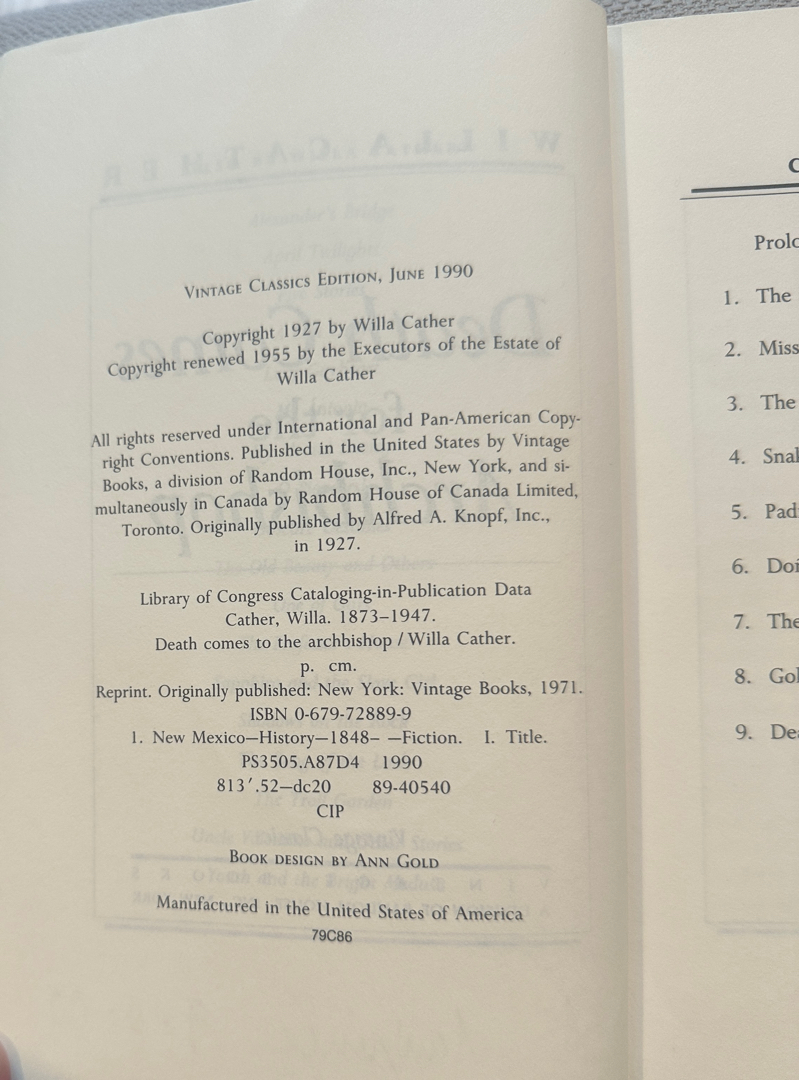 VINTAGE CLASSICS EDITION, JUNE 1990
Copyright 1927 by Willa Cather
Copyright renewed 1955 by the Executors of the Estate of
Willa Cather
All rights reserved under International and Pan-American Copy-
right Conventions. Published in the United States by Vintage
Books, a division of Random House, Inc., New York, and si-
multaneously in Canada by Random House of Canada Limited,
Toronto. Originally published by Alfred A. Knopf, Inc.,
in 1927.
Library of Congress Cataloging-in-Publication Data
Cather, Willa. 1873–1947.
Death comes to the archbishop / Willa Cather.
p. cm.
Reprint. Originally published: New York: Vintage Books, 1971.
ISBN 0-679-72889-9
1. New Mexico—History—1848– —Fiction. I. Title.
PS3505.A87D4 1990
813′.52—dc20 89-40540
CIP
BOOK DESIGN BY ANN GOLD
Manufactured in the United States of America
79C86
C
Prolo
1. The
2. Miss
3. The
4. Snal
5. Pad
6. Doi
7. The
8. Gol
9. De